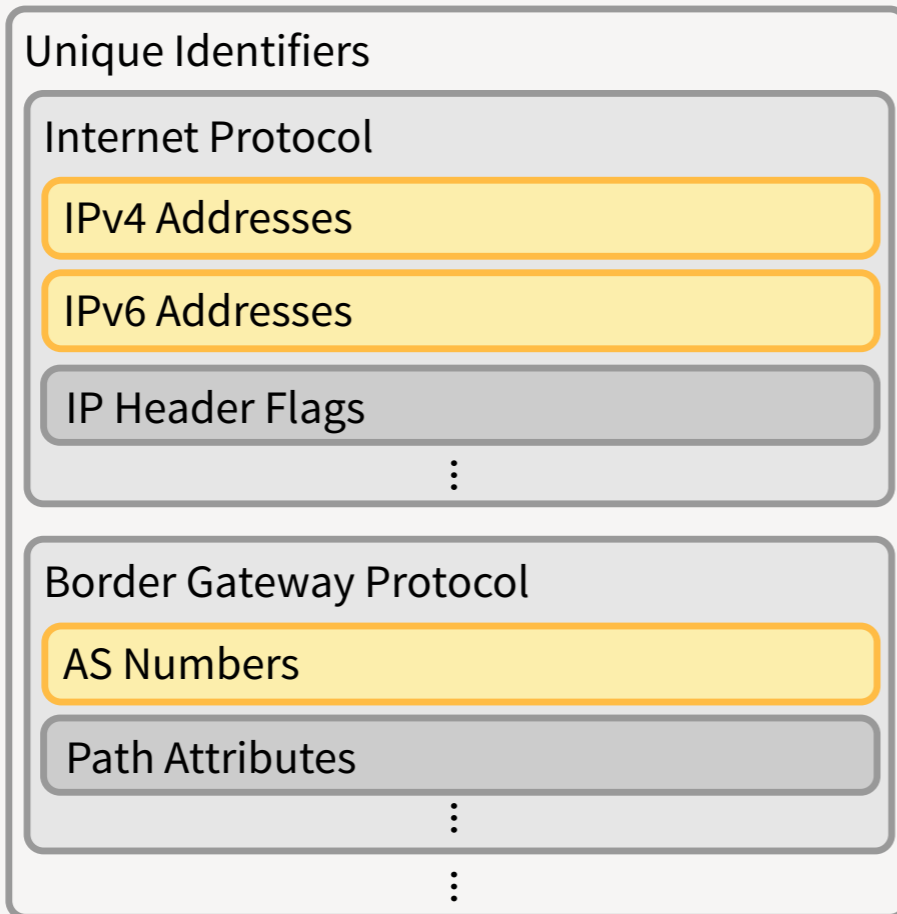 Unique Identifiers
Internet Protocol
IPv4 Addresses
IPv6 Addresses
IP Header Flags
⋮
Border Gateway Protocol
AS Numbers
Path Attributes
⋮
⋮